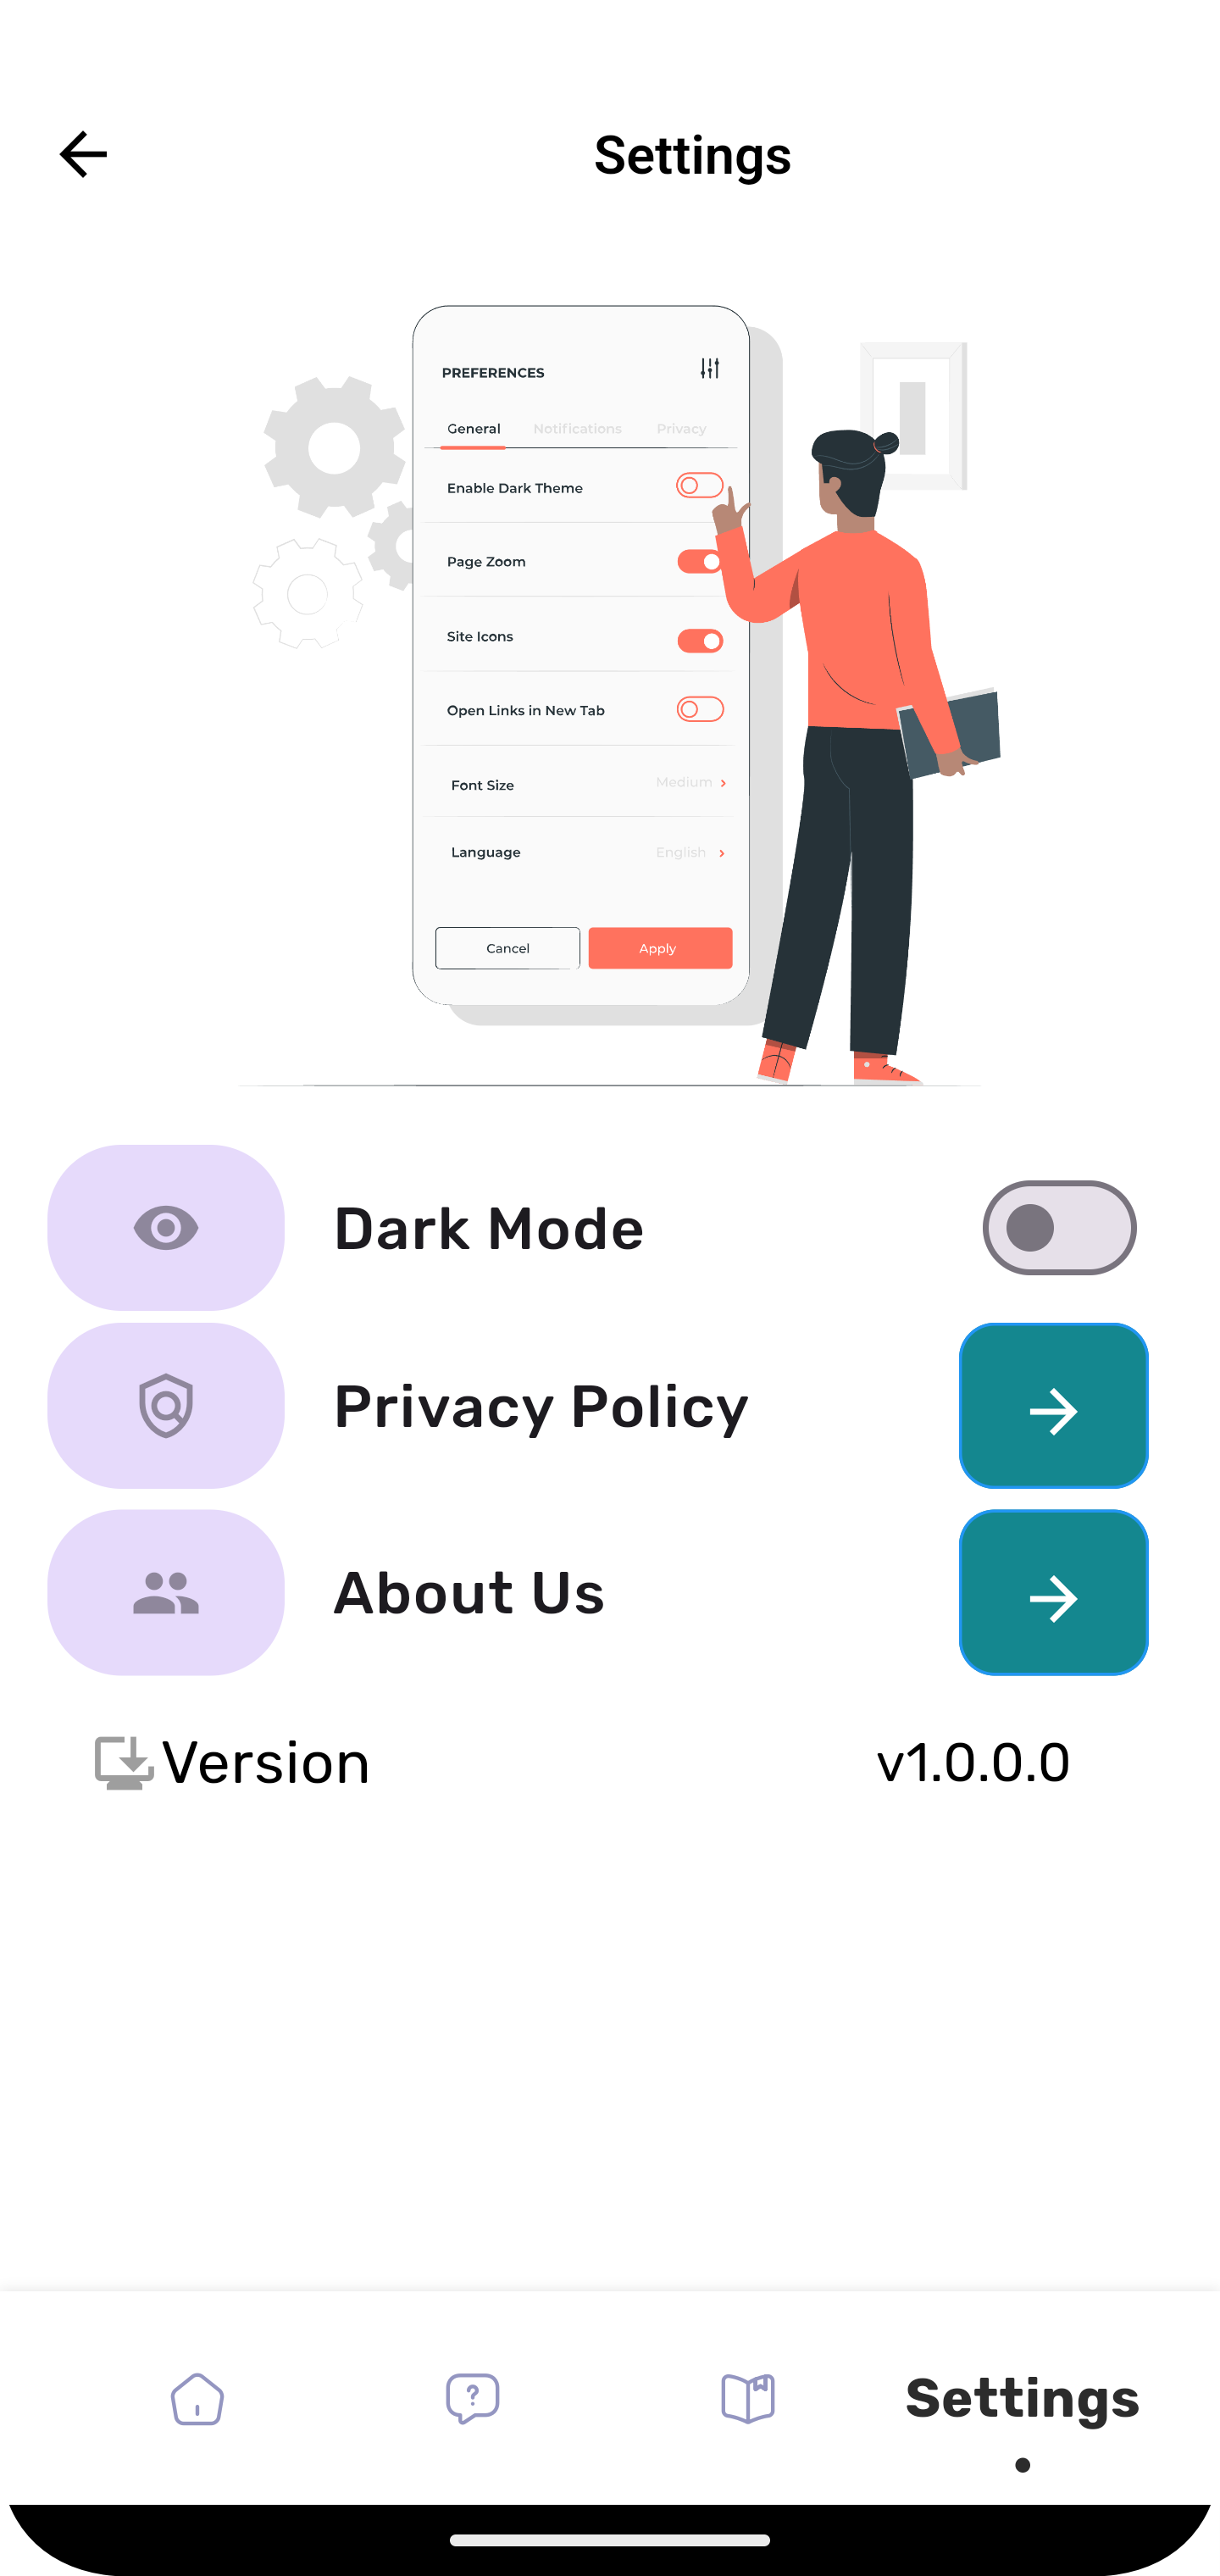 Settings
PREFERENCES
General Notifications Privacy
Enable Dark Theme
Page Zoom
Site Icons
Open Links in New Tab
Font Size Medium
Language English
Cancel Apply
Dark Mode
Privacy Policy
About Us
Version v1.0.0.0
Settings